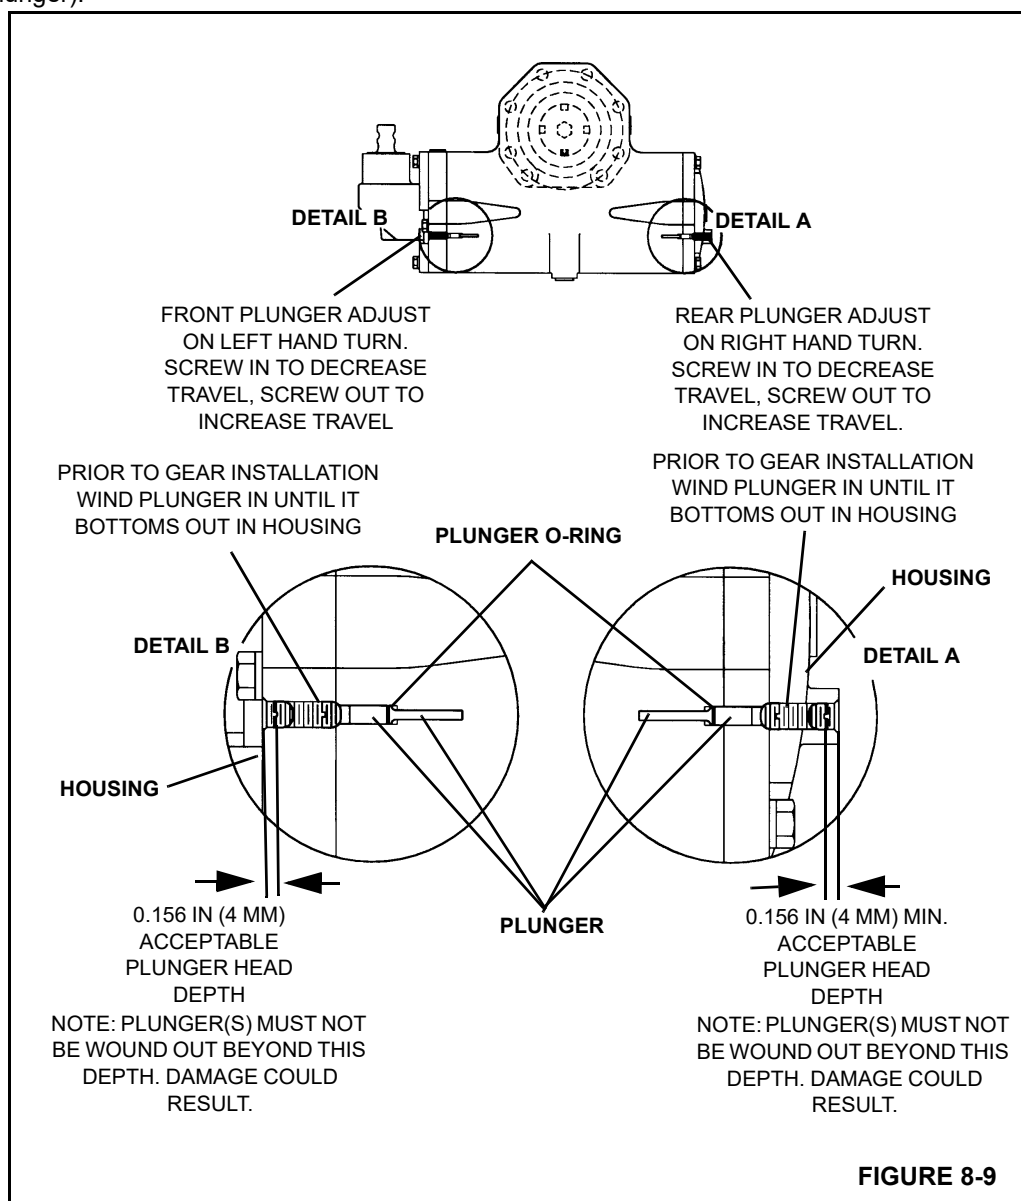 DETAIL B
DETAIL A
FRONT PLUNGER ADJUST
ON LEFT HAND TURN.
SCREW IN TO DECREASE
TRAVEL, SCREW OUT TO
INCREASE TRAVEL
REAR PLUNGER ADJUST
ON RIGHT HAND TURN.
SCREW IN TO DECREASE
TRAVEL, SCREW OUT TO
INCREASE TRAVEL.
PRIOR TO GEAR INSTALLATION
WIND PLUNGER IN UNTIL IT
BOTTOMS OUT IN HOUSING
PRIOR TO GEAR INSTALLATION
WIND PLUNGER IN UNTIL IT
BOTTOMS OUT IN HOUSING
PLUNGER O-RING
HOUSING
DETAIL B
DETAIL A
HOUSING
PLUNGER
0.156 IN (4 MM)
ACCEPTABLE
PLUNGER HEAD
DEPTH
NOTE: PLUNGER(S) MUST NOT
BE WOUND OUT BEYOND THIS
DEPTH. DAMAGE COULD
RESULT.
0.156 IN (4 MM) MIN.
ACCEPTABLE
PLUNGER HEAD
DEPTH
NOTE: PLUNGER(S) MUST NOT
BE WOUND OUT BEYOND THIS
DEPTH. DAMAGE COULD
RESULT.
FIGURE 8-9